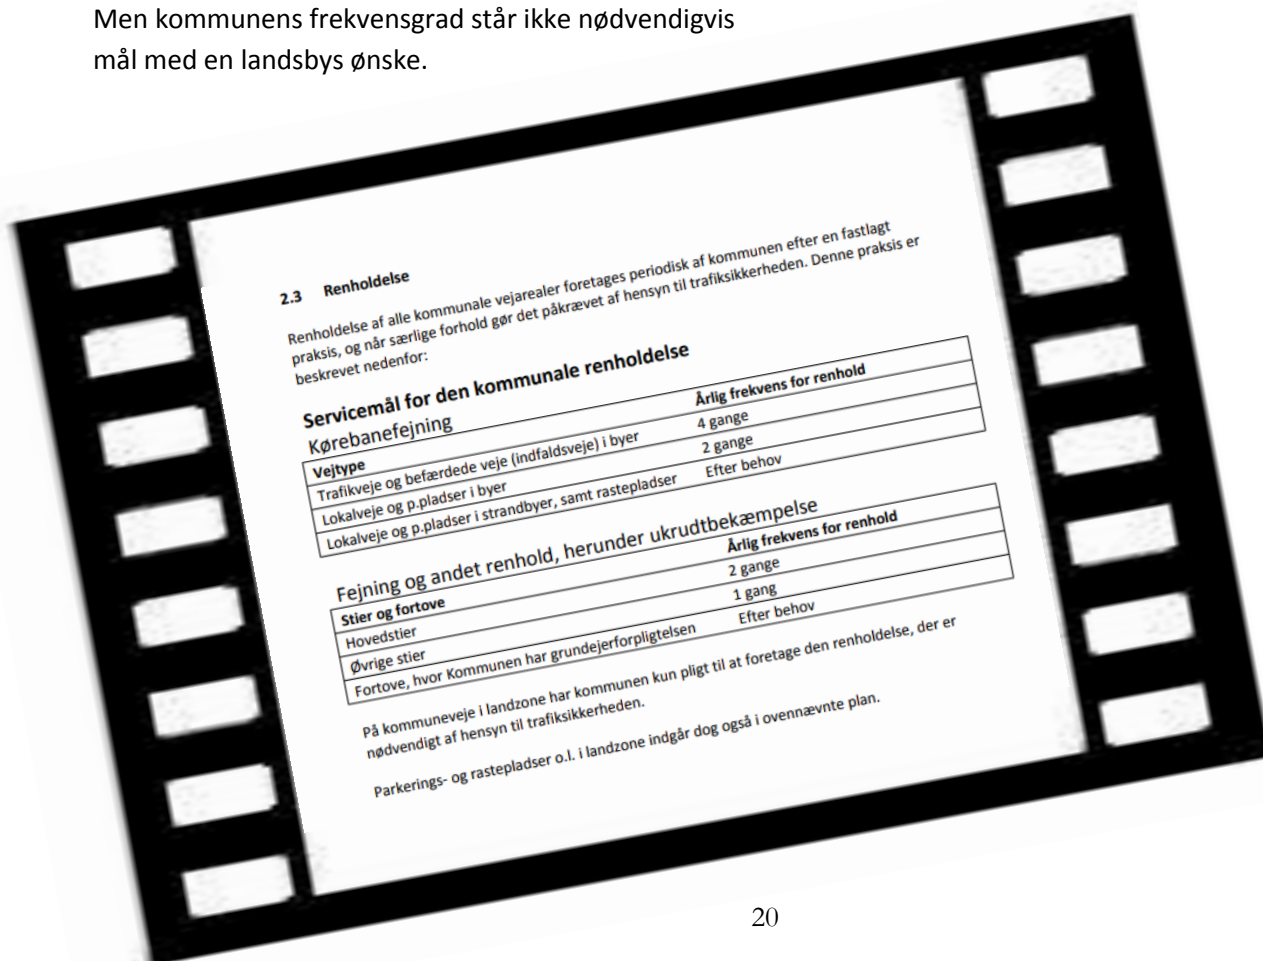 Men kommunens frekvensgrad står ikke nødvendigvis
mål med en landsbys ønske.
2.3 Renholdelse
Renholdelse af alle kommunale vejarealer foretages periodisk af kommunen efter en fastlagt
praksis, og når særlige forhold gør det påkrævet af hensyn til trafiksikkerheden. Denne praksis er
beskrevet nedenfor:
Servicemål for den kommunale renholdelse
Kørebanefejning
Vejtype Årlig frekvens for renhold
Trafikveje og befærdede veje (indfaldsveje) i byer 4 gange
Lokalveje og p.pladser i byer 2 gange
Lokalveje og p.pladser i strandbyer, samt rastepladser Efter behov
Fejning og andet renhold, herunder ukrudtbekæmpelse
Stier og fortove Årlig frekvens for renhold
Hovedstier 2 gange
Øvrige stier 1 gang
Fortove, hvor Kommunen har grundejerforpligtelsen Efter behov
På kommuneveje i landzone har kommunen kun pligt til at foretage den renholdelse, der er
nødvendigt af hensyn til trafiksikkerheden.
Parkerings- og rastepladser o.l. i landzone indgår dog også i ovennævnte plan.
20